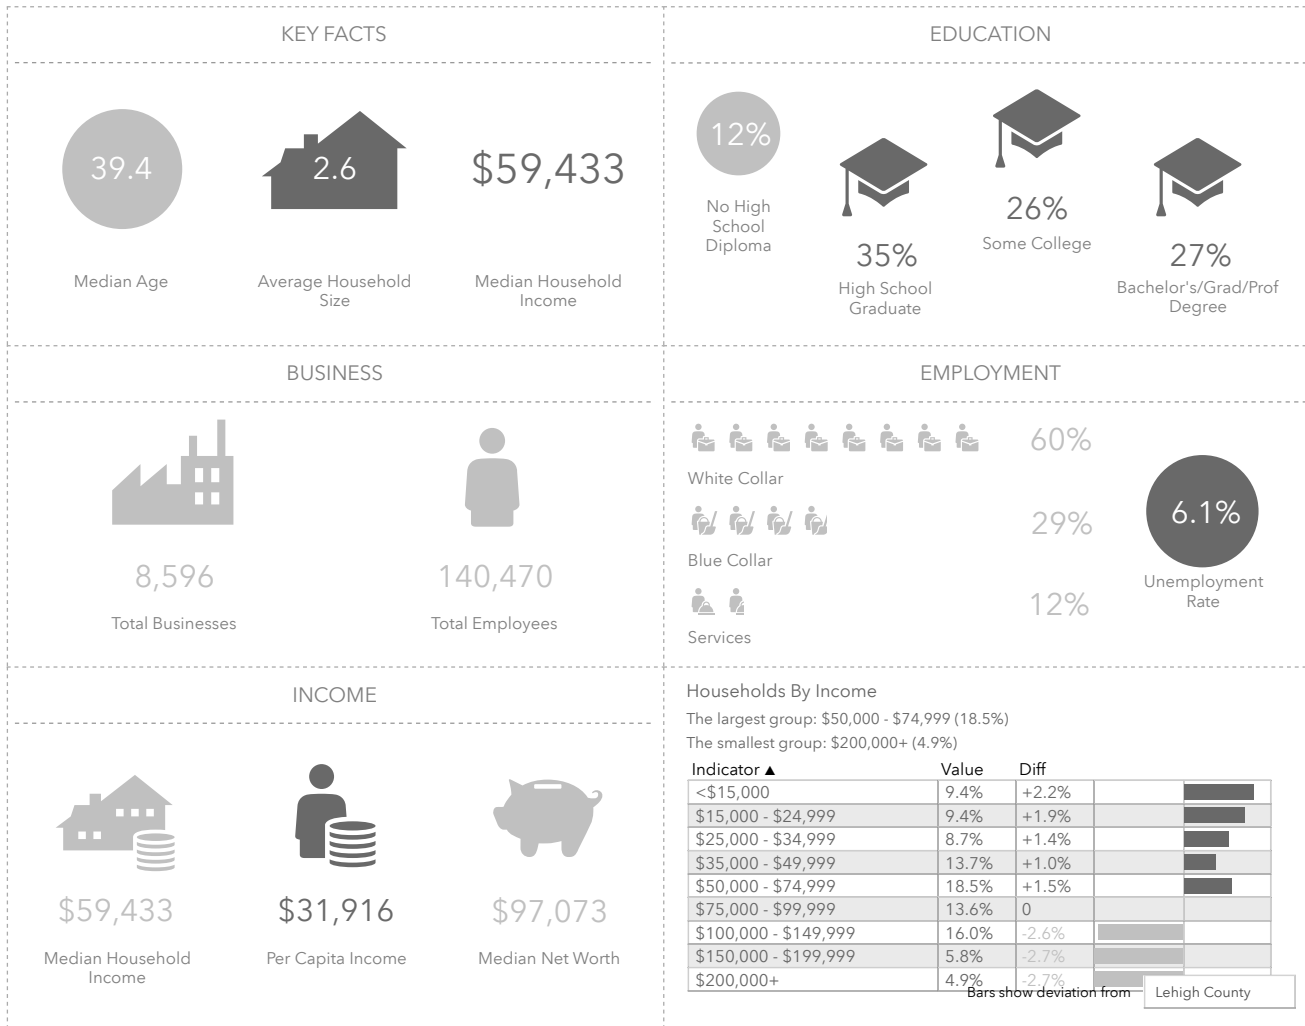 KEY FACTS
39.4
Median Age
2.6
Average Household
Size
$59,433
Median Household
Income
EDUCATION
12%
No High
School
Diploma
35%
High School
Graduate
26%
Some College
27%
Bachelor's/Grad/Prof
Degree
BUSINESS
8,596
Total Businesses
140,470
Total Employees
EMPLOYMENT
60%
White Collar
29%
Blue Collar
12%
Services
6.1%
Unemployment
Rate
INCOME
$59,433
Median Household
Income
$31,916
Per Capita Income
$97,073
Median Net Worth
Households By Income
The largest group: $50,000 - $74,999 (18.5%)
The smallest group: $200,000+ (4.9%)
Indicator ▲ Value Diff
<$15,000 9.4% +2.2%
$15,000 - $24,999 9.4% +1.9%
$25,000 - $34,999 8.7% +1.4%
$35,000 - $49,999 13.7% +1.0%
$50,000 - $74,999 18.5% +1.5%
$75,000 - $99,999 13.6% 0
$100,000 - $149,999 16.0% -2.6%
$150,000 - $199,999 5.8% -2.7%
$200,000+ 4.9% -2.7%
Bars show deviation from Lehigh County